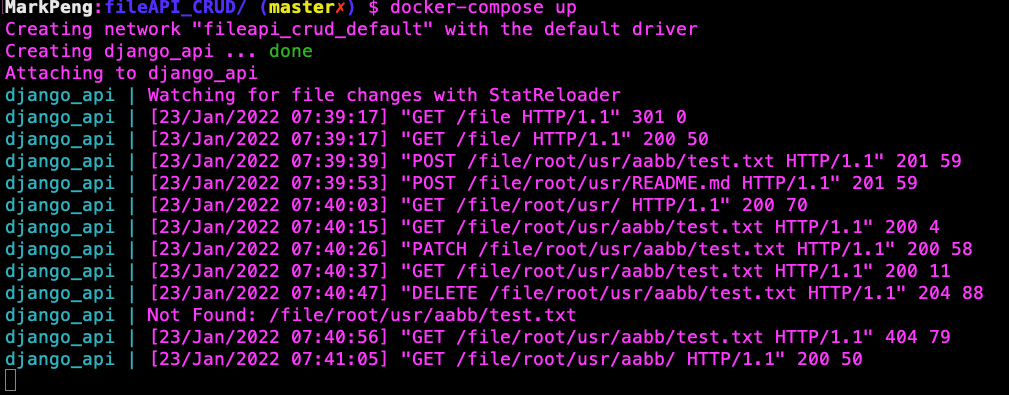 MarkPeng:fileAPI_CRUD/ (master✗) $ docker-compose up
Creating network "fileapi_crud_default" with the default driver
Creating django_api ... done
Attaching to django_api
django_api | Watching for file changes with StatReloader
django_api | [23/Jan/2022 07:39:17] "GET /file HTTP/1.1" 301 0
django_api | [23/Jan/2022 07:39:17] "GET /file/ HTTP/1.1" 200 50
django_api | [23/Jan/2022 07:39:39] "POST /file/root/usr/aabb/test.txt HTTP/1.1" 201 59
django_api | [23/Jan/2022 07:39:53] "POST /file/root/usr/README.md HTTP/1.1" 201 59
django_api | [23/Jan/2022 07:40:03] "GET /file/root/usr/ HTTP/1.1" 200 70
django_api | [23/Jan/2022 07:40:15] "GET /file/root/usr/aabb/test.txt HTTP/1.1" 200 4
django_api | [23/Jan/2022 07:40:26] "PATCH /file/root/usr/aabb/test.txt HTTP/1.1" 200 58
django_api | [23/Jan/2022 07:40:37] "GET /file/root/usr/aabb/test.txt HTTP/1.1" 200 11
django_api | [23/Jan/2022 07:40:47] "DELETE /file/root/usr/aabb/test.txt HTTP/1.1" 204 88
django_api | Not Found: /file/root/usr/aabb/test.txt
django_api | [23/Jan/2022 07:40:56] "GET /file/root/usr/aabb/test.txt HTTP/1.1" 404 79
django_api | [23/Jan/2022 07:41:05] "GET /file/root/usr/aabb/ HTTP/1.1" 200 50